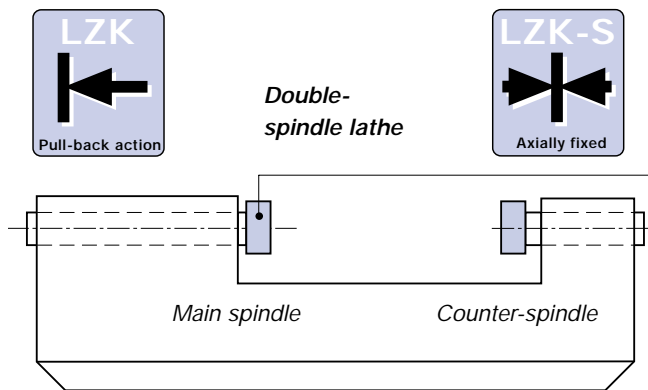 LZK
Pull-back action
LZK-S
Axially fixed
Double-
spindle lathe
Main spindle
Counter-spindle